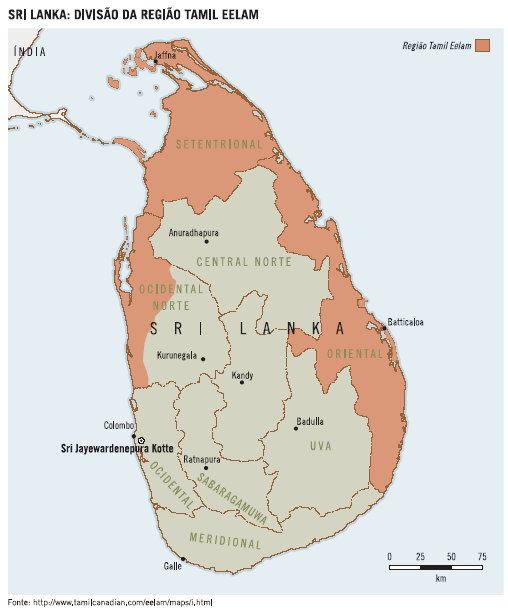 SRI LANKA: DIVISÃO DA REGIÃO TAMIL EELAM
ÍNDIA
Região Tamil Eelam
Jaffna
SETENTRIONAL
Anuradhapura
CENTRAL NORTE
OCIDENTAL
NORTE
SRI LANKA
Batticaloa
ORIENTAL
Kurunegala
Kandy
Badulla
Colombo
Sri Jayewardenepura Kotte
UVA
Ratnapura
OCIDENTAL
SABARAGAMUWA
MERIDIONAL
Galle
0 25 50 75
km
Fonte: http://www.tamilcanadian.com/eelam/maps/i.html